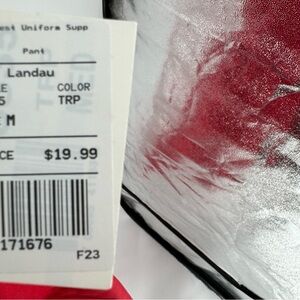 est Uniform Supp
Pant
Landau
COLOR
5 TRP
M
CE $19.99
171676
F23